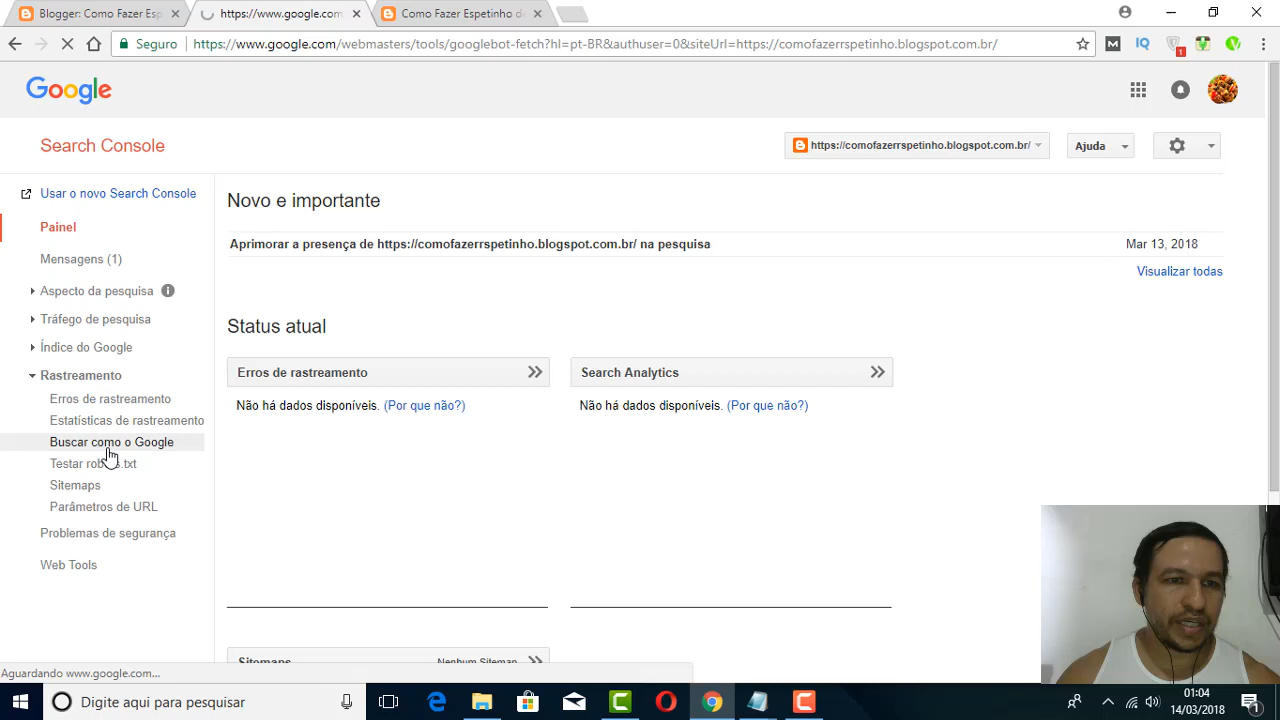 Blogger: Como Fazer Esp
https://www.google.com
Como Fazer Espetinho d
Seguro
https://www.google.com/webmasters/tools/googlebot-fetch?hl=pt-BR&authuser=0&siteUrl=https://comofazerrspetinho.blogspot.com.br/
M
IQ
1
V
Google
Search Console
https://comofazerrspetinho.blogspot.com.br/
Ajuda
Usar o novo Search Console
Painel
Mensagens (1)
Aspecto da pesquisa
Tráfego de pesquisa
Índice do Google
Rastreamento
Erros de rastreamento
Estatísticas de rastreamento
Buscar como o Google
Testar robots.txt
Sitemaps
Parâmetros de URL
Problemas de segurança
Web Tools
Novo e importante
Aprimorar a presença de https://comofazerrspetinho.blogspot.com.br/ na pesquisa
Mar 13, 2018
Visualizar todas
Status atual
Erros de rastreamento
Não há dados disponíveis. (Por que não?)
Search Analytics
Não há dados disponíveis. (Por que não?)
Sitemaps
Nenhum Sitemap
Aguardando www.google.com...
Digite aqui para pesquisar
01:04
14/03/2018
1